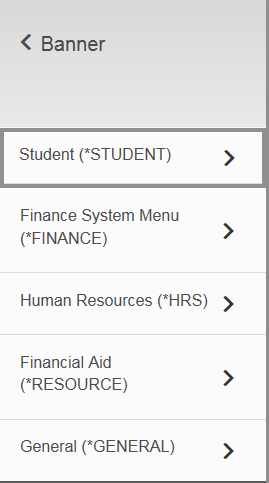 Banner
Student (*STUDENT)
Finance System Menu
(*FINANCE)
Human Resources (*HRS)
Financial Aid
(*RESOURCE)
General (*GENERAL)